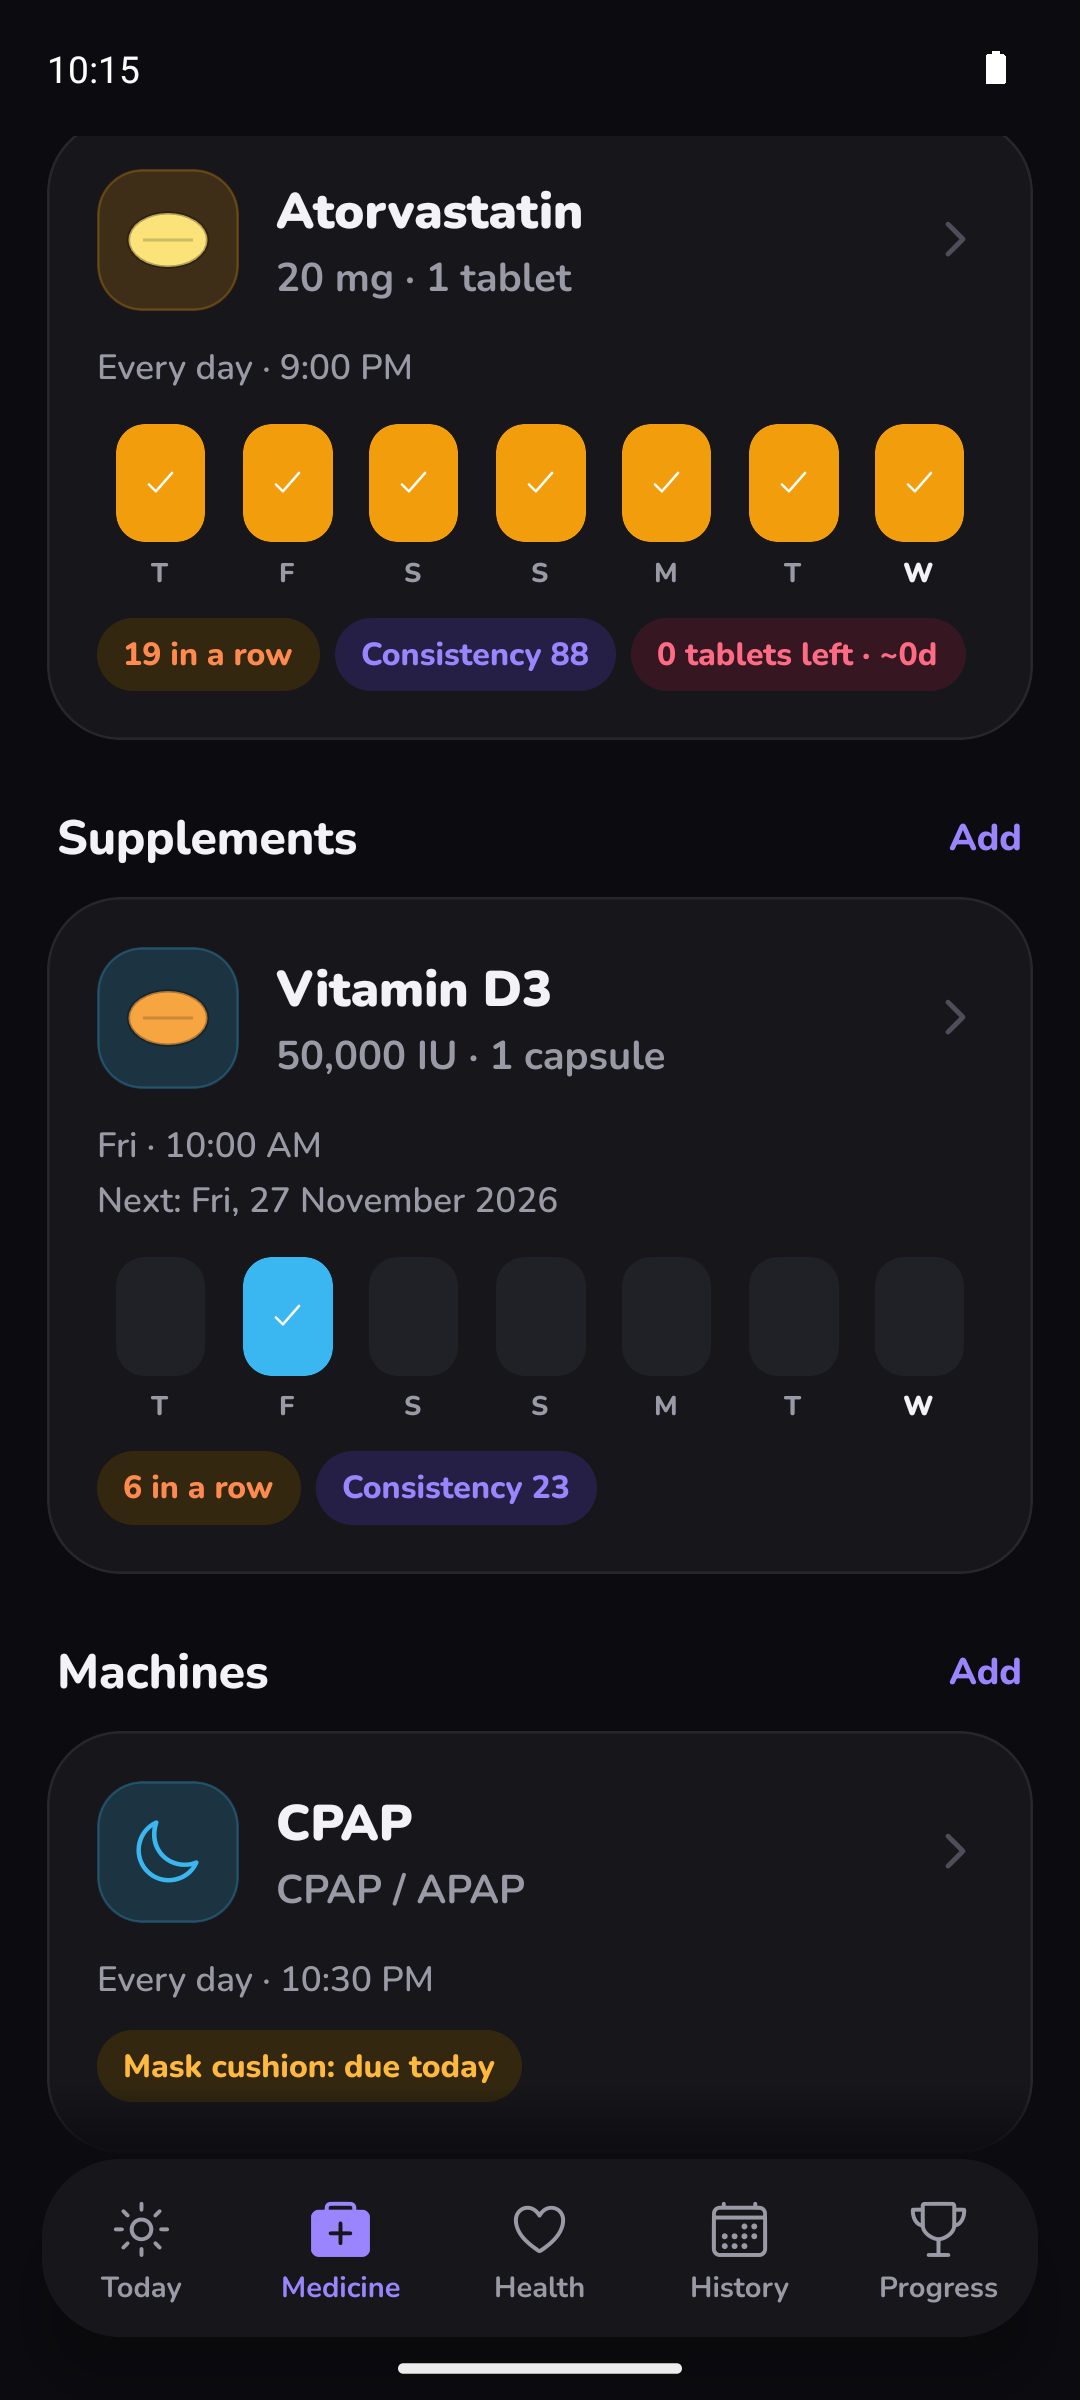 10:15
Atorvastatin
20 mg · 1 tablet
Every day · 9:00 PM
T F S S M T W
19 in a row Consistency 88 0 tablets left · ~0d
Supplements Add
Vitamin D3
50,000 IU · 1 capsule
Fri · 10:00 AM
Next: Fri, 27 November 2026
T F S S M T W
6 in a row Consistency 23
Machines Add
CPAP
CPAP / APAP
Every day · 10:30 PM
Mask cushion: due today
Today Medicine Health History Progress